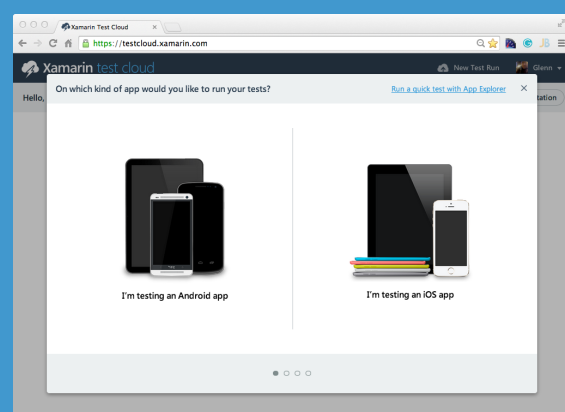 Xamarin Test Cloud
https://testcloud.xamarin.com
Xamarin test cloud
New Test Run
Glenn
Hello,
tation
On which kind of app would you like to run your tests?
Run a quick test with App Explorer
I'm testing an Android app
I'm testing an iOS app